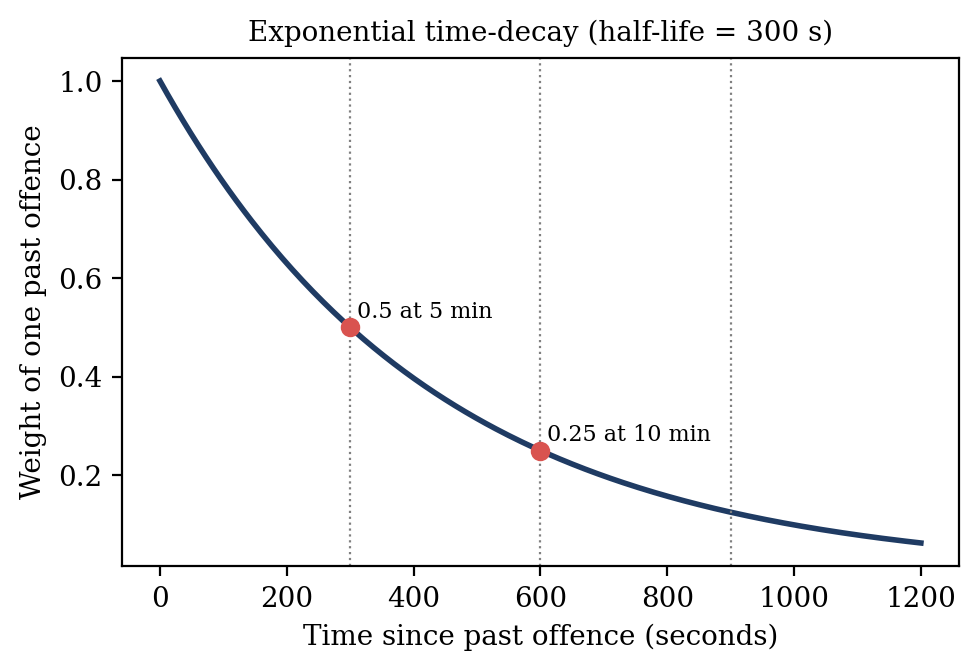 Exponential time-decay (half-life = 300 s)
Weight of one past offence
1.0
0.8
0.6
0.4
0.2
0.5 at 5 min
0.25 at 10 min
0
200
400
600
800
1000
1200
Time since past offence (seconds)